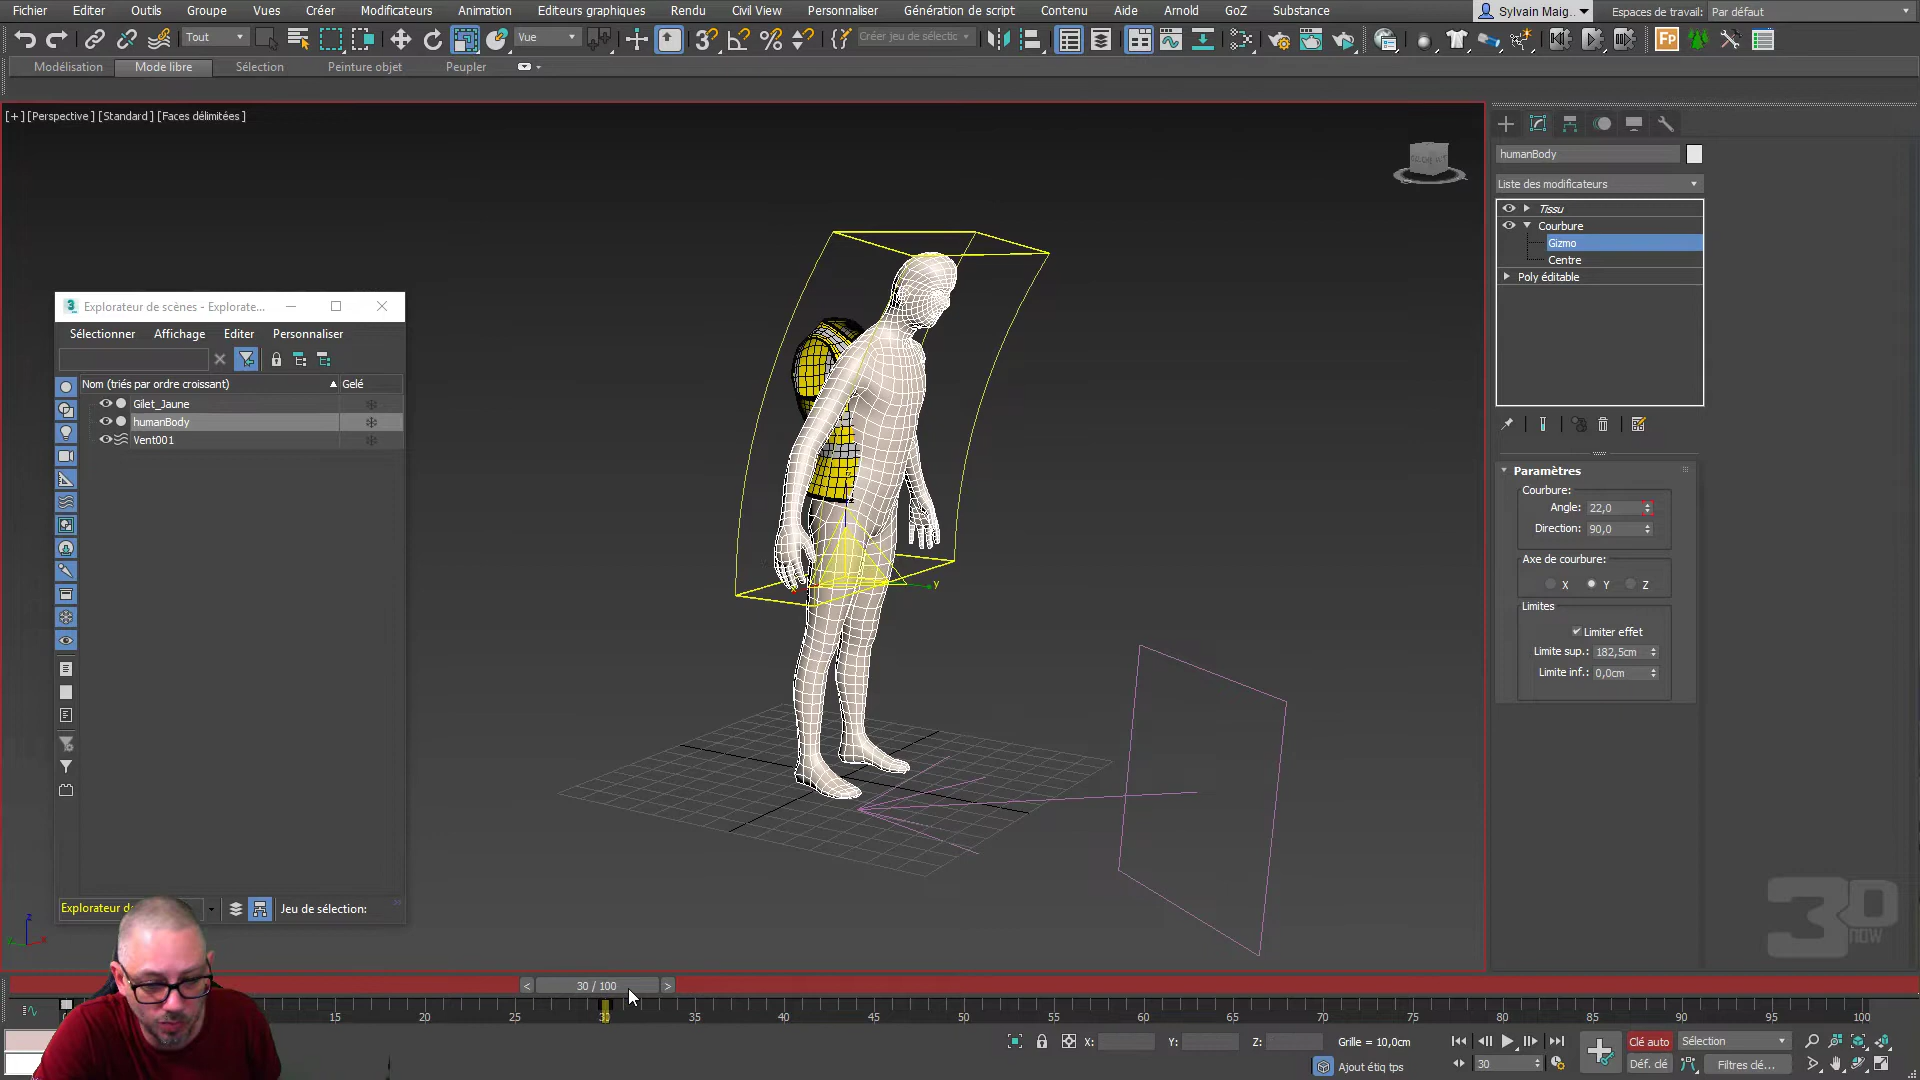 Fichier Editer Outils Groupe Vues Créer Modificateurs Animation Editeurs graphiques Rendu Civil View Personnaliser Génération de script Contenu Aide Arnold GoZ Substance Sylvain Maig.. Espaces de travail: Par défaut
Tout Vue Créer jeu de sélectic
Modélisation Mode libre Sélection Peinture objet Peupler
[+] [Perspective ] [Standard ] [Faces délimitées ]
humanBody
Liste des modificateurs
Tissu
Courbure
Gizmo
Centre
Poly éditable
Explorateur de scènes - Explorate...
Sélectionner Affichage Editer Personnaliser
Nom (triés par ordre croissant) Gelé
Gilet_Jaune
humanBody
Vent001
Paramètres
Courbure:
Angle: 22,0
Direction: 90,0
Axe de courbure:
X Y Z
Limites
Limiter effet
Limite sup.: 182,5cm
Limite inf.: 0,0cm
x y
Explorateur d Jeu de sélection:
z
3D NOW
30 / 100
15 20 25 30 35 40 45 50 55 60 65 70 75 80 85 90 95 100
X: Y: Z: Grille = 10,0cm
Clé auto Sélection
Ajout étiq tps
30 Déf. clé Filtres clé...